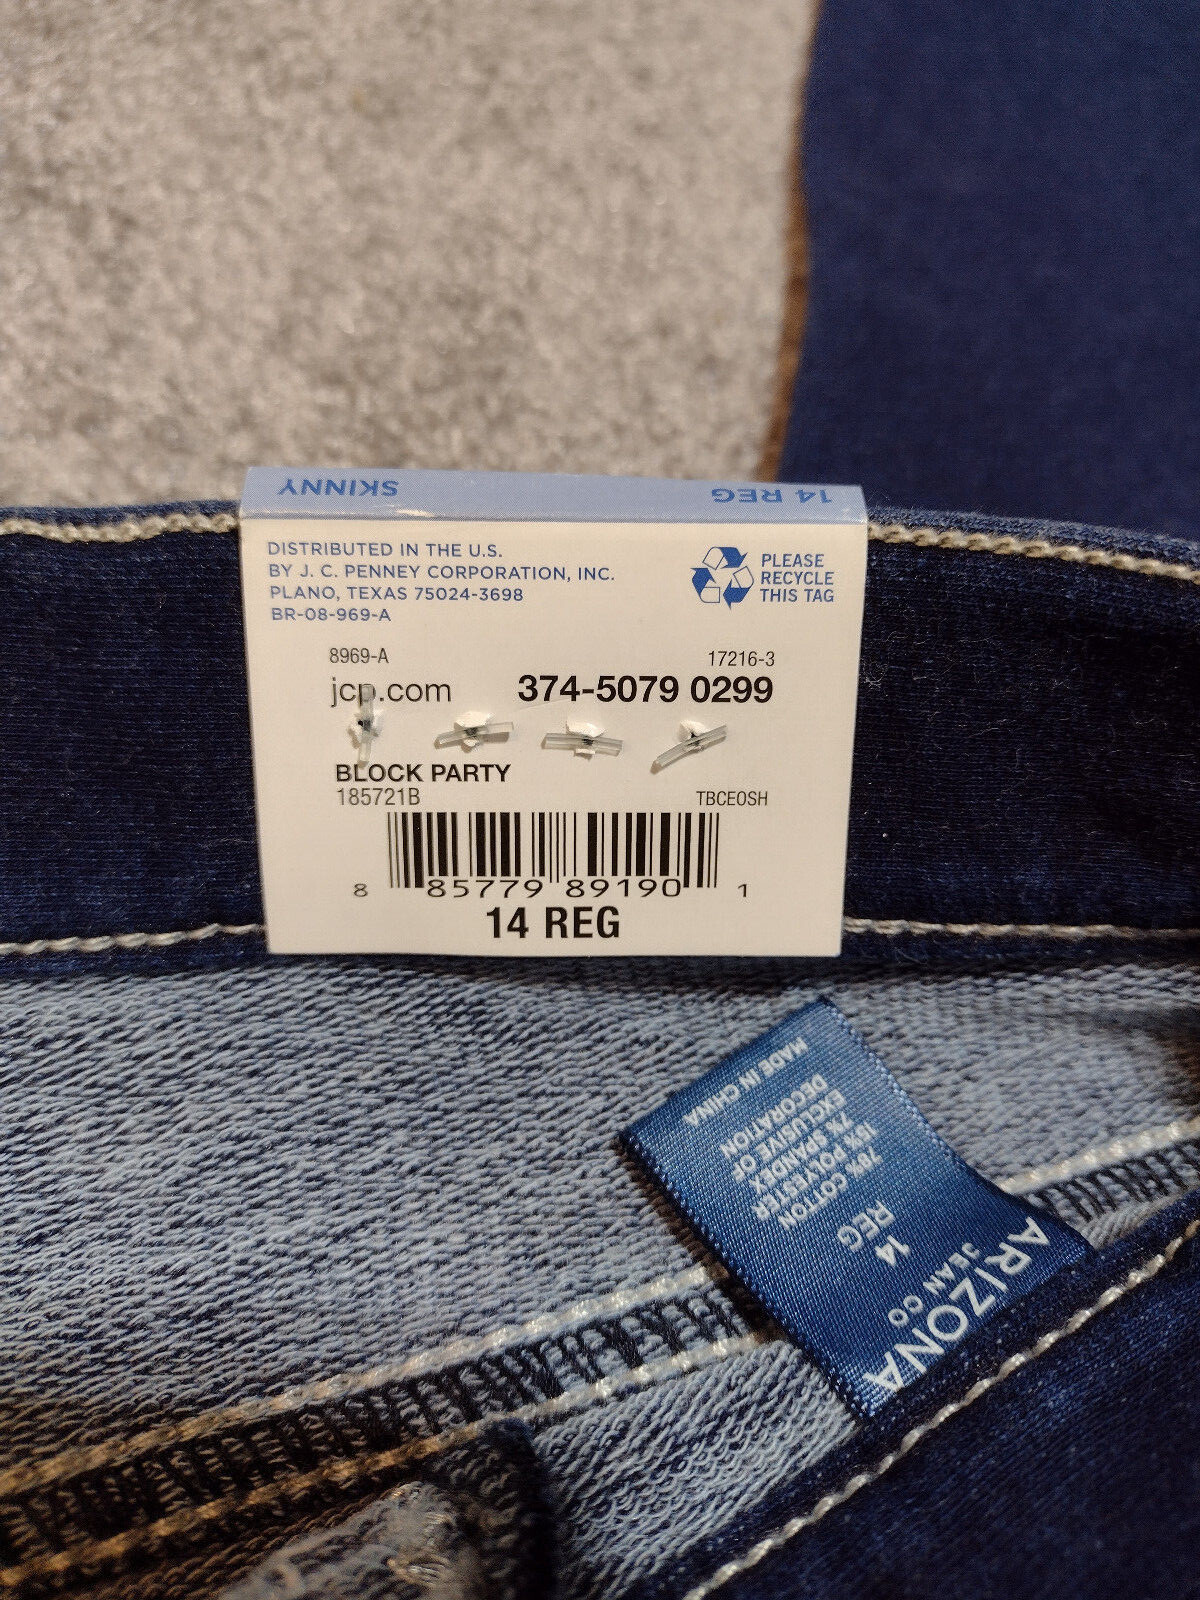 SKINNY 14 REG
DISTRIBUTED IN THE U.S.
BY J. C. PENNEY CORPORATION, INC.
PLANO, TEXAS 75024-3698
BR-08-969-A
PLEASE
RECYCLE
THIS TAG
8969-A 17216-3
jcp.com 374-5079 0299
BLOCK PARTY
185721B TBCEOSH
8 85779 89190 1
14 REG
ARIZONA
JEAN CO
14
REG
78% COTTON
15% POLYESTER
7% SPANDEX
EXCLUSIVE OF
DECORATION
MADE IN CHINA